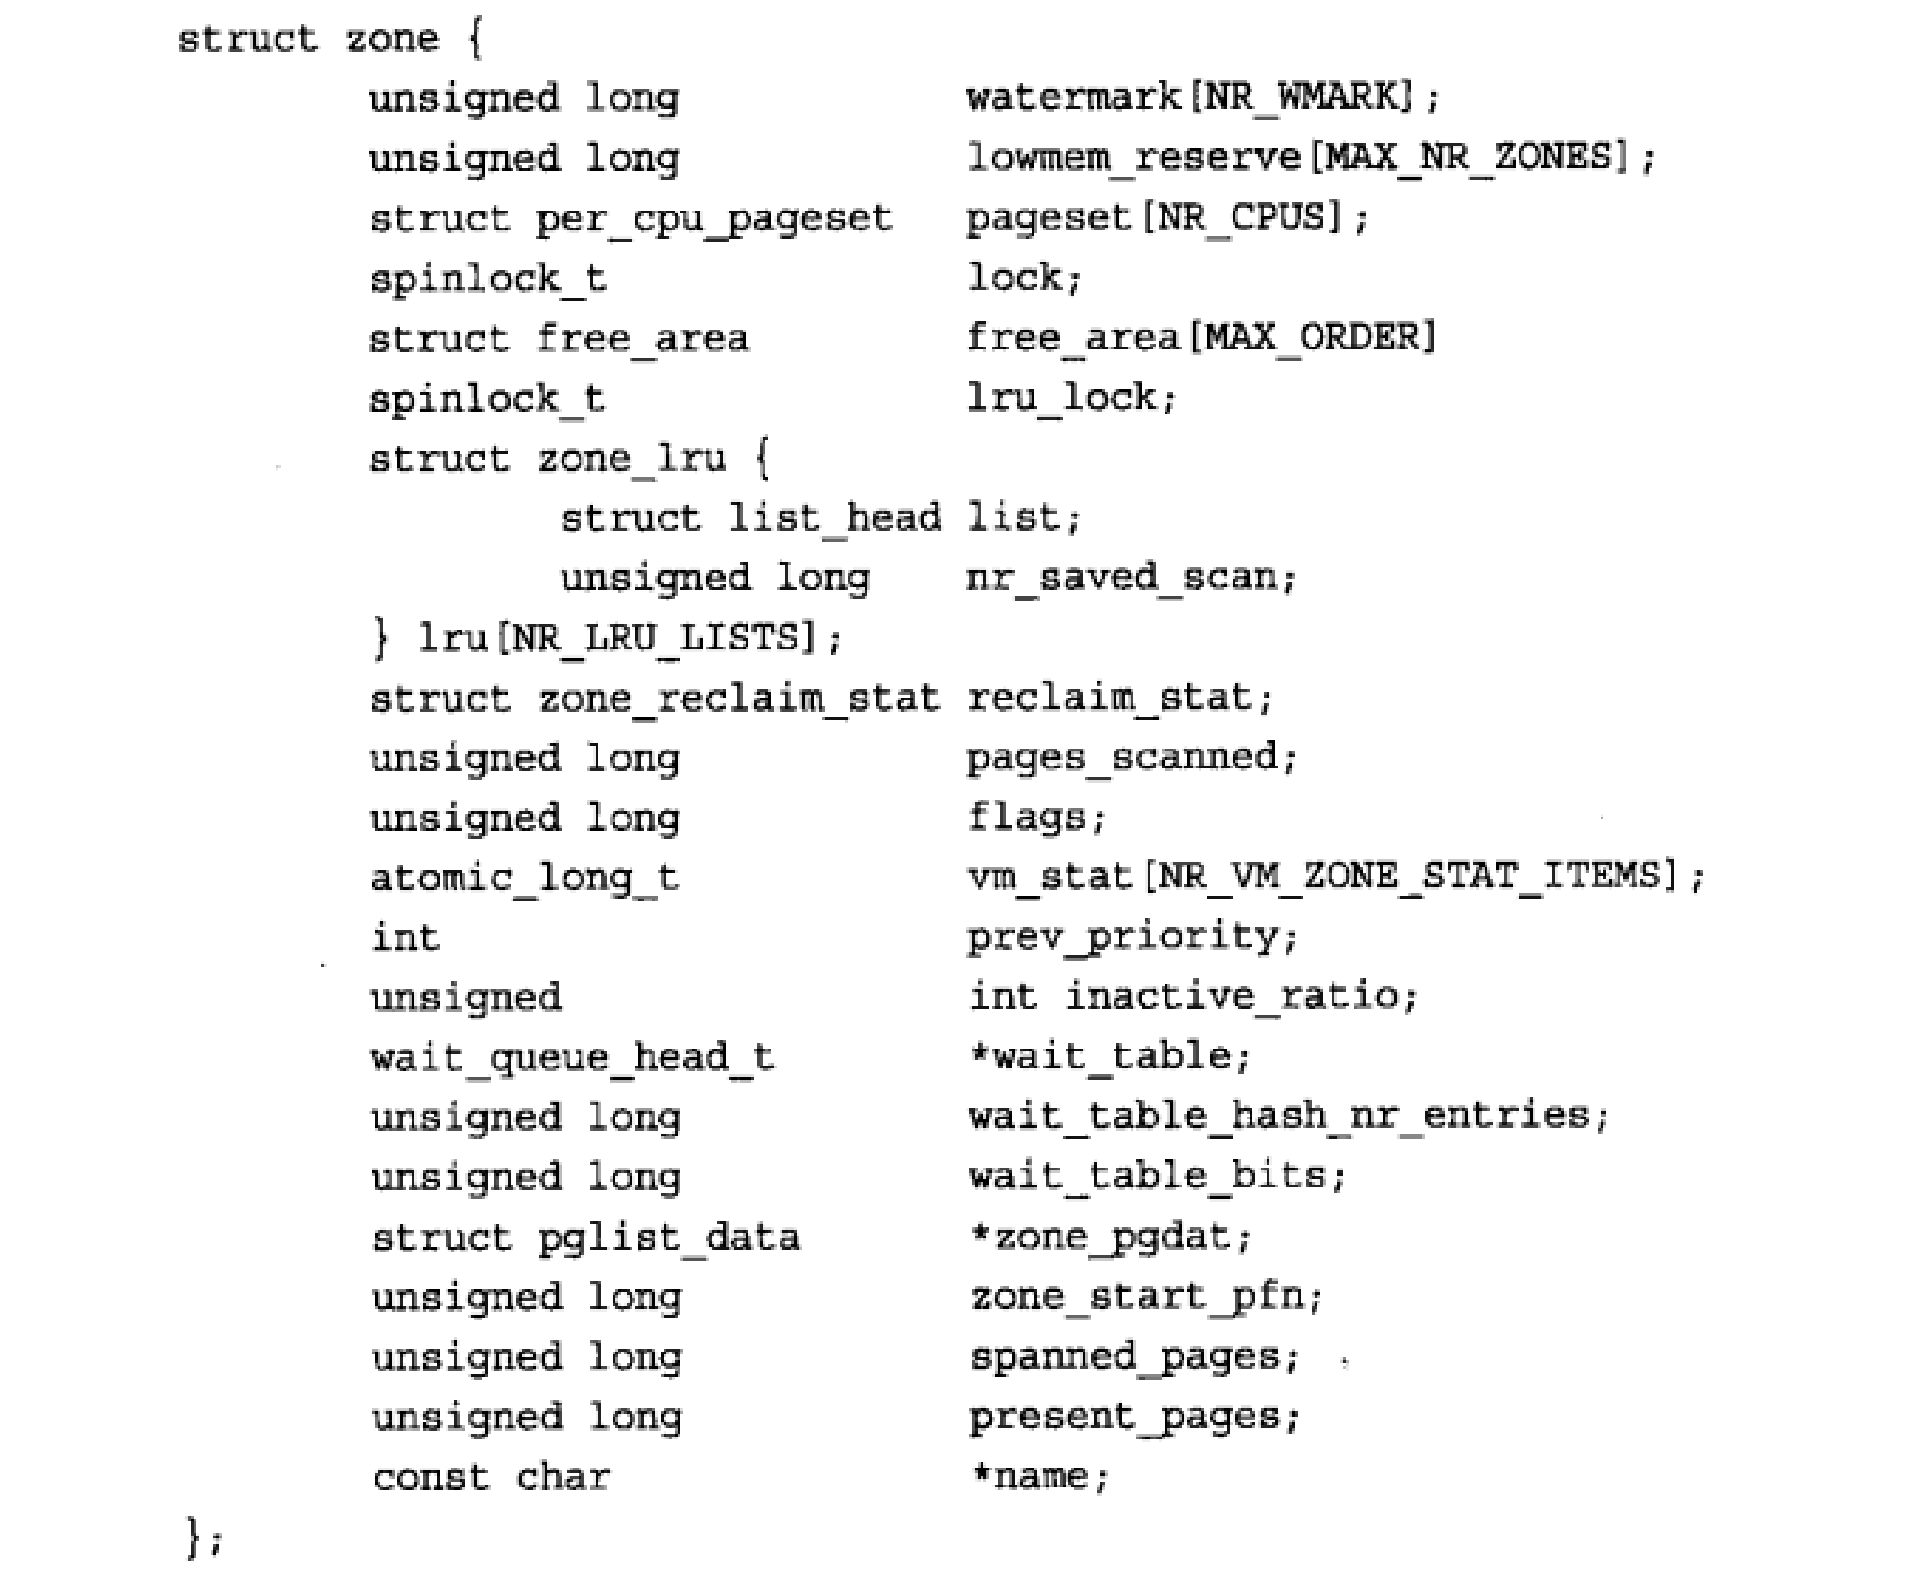 struct zone {
unsigned long watermark[NR_WMARK];
unsigned long lowmem_reserve[MAX_NR_ZONES];
struct per_cpu_pageset pageset[NR_CPUS];
spinlock_t lock;
struct free_area free_area[MAX_ORDER]
spinlock_t lru_lock;
struct zone_lru {
struct list_head list;
unsigned long nr_saved_scan;
} lru[NR_LRU_LISTS];
struct zone_reclaim_stat reclaim_stat;
unsigned long pages_scanned;
unsigned long flags;
atomic_long_t vm_stat[NR_VM_ZONE_STAT_ITEMS];
int prev_priority;
unsigned int inactive_ratio;
wait_queue_head_t *wait_table;
unsigned long wait_table_hash_nr_entries;
unsigned long wait_table_bits;
struct pglist_data *zone_pgdat;
unsigned long zone_start_pfn;
unsigned long spanned_pages;
unsigned long present_pages;
const char *name;
};